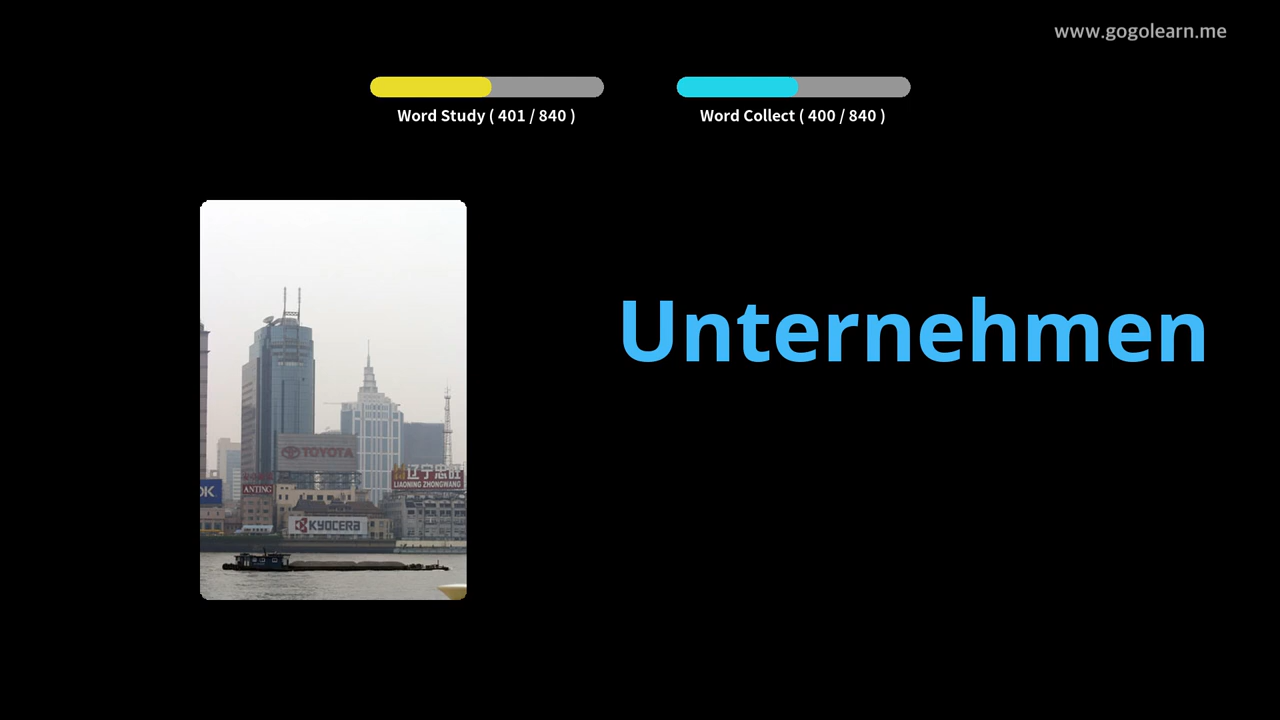 www.gogolearn.me
Word Study ( 401 / 840 )
Word Collect ( 400 / 840 )
Unternehmen
TOYOTA
辽宁忠旺
LIAONING ZHONGWANG
OK
ANTING
KYOCERA